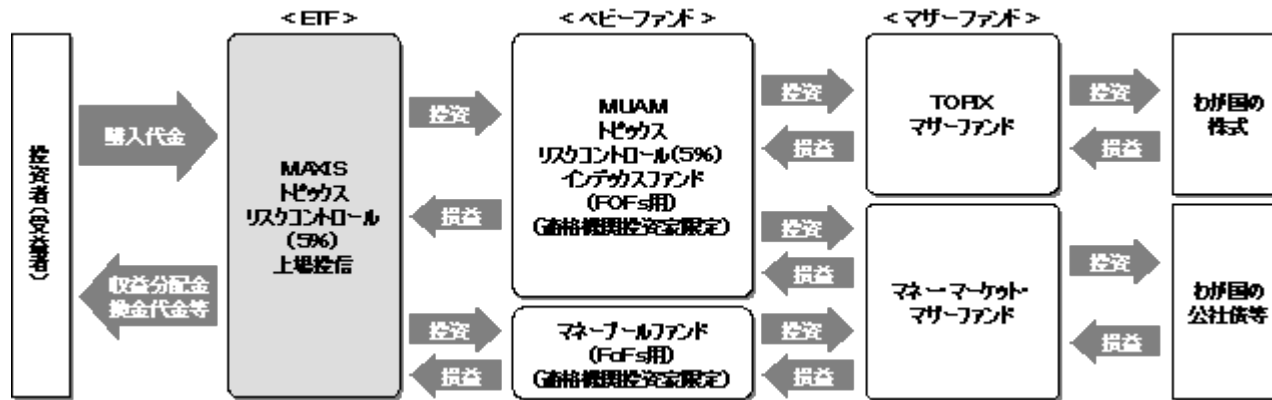 <ETF>
<ベビーファンド>
<マザーファンド>
投資者(受益者)
購入代金
収益分配金
換金代金等
MAXIS
トピックス
リスクコントロール
(5%)
上場投信
投資
損益
投資
損益
MUAM
トピックス
リスクコントロール(5%)
インデックスファンド
(FOFs用)
(適格機関投資家限定)
マネープールファンド
(FoFs用)
(適格機関投資家限定)
投資
損益
投資
損益
投資
損益
TOPIX
マザーファンド
マネー・マーケット・
マザーファンド
投資
損益
投資
損益
わが国の
株式
わが国の
公社債等